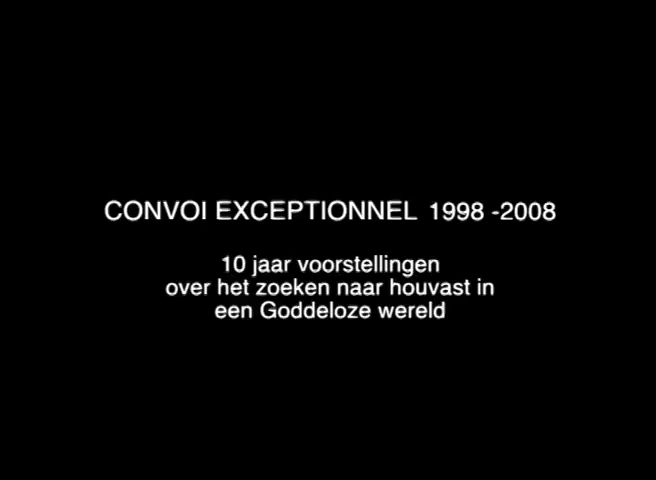 CONVOI EXCEPTIONNEL 1998 -2008
10 jaar voorstellingen
over het zoeken naar houvast in
een Goddeloze wereld